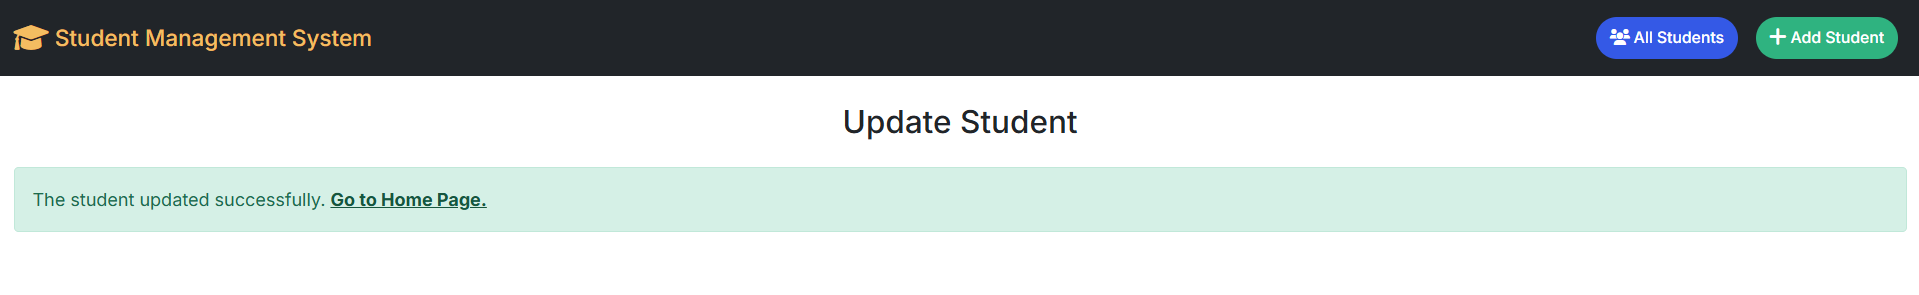 Student Management System
All Students
Add Student
Update Student
The student updated successfully. Go to Home Page.